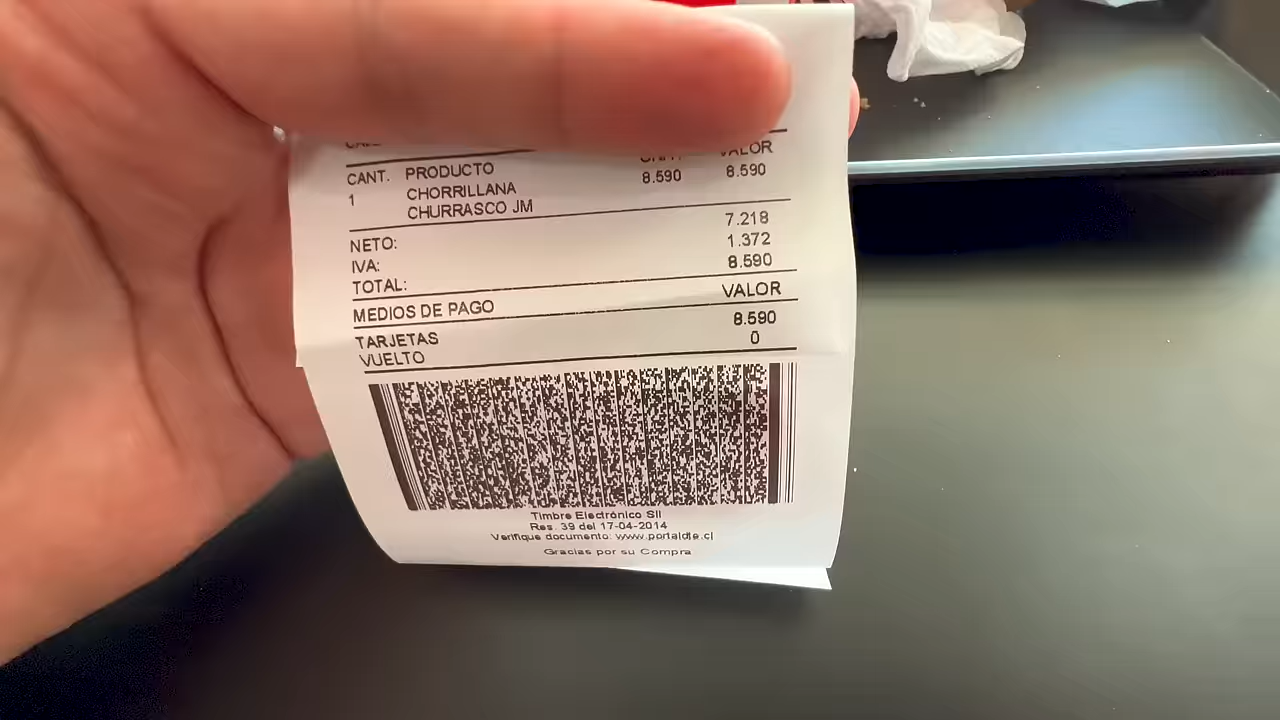 CANT. PRODUCTO VALOR
1 CHORRILLANA 8.590 8.590
CHURRASCO JM
NETO: 7.218
IVA: 1.372
TOTAL: 8.590
MEDIOS DE PAGO VALOR
TARJETAS 8.590
VUELTO 0
Timbre Electrónico SII
Res. 39 del 17-04-2014
Verifique documento: www.portaldte.cl
Gracias por su Compra